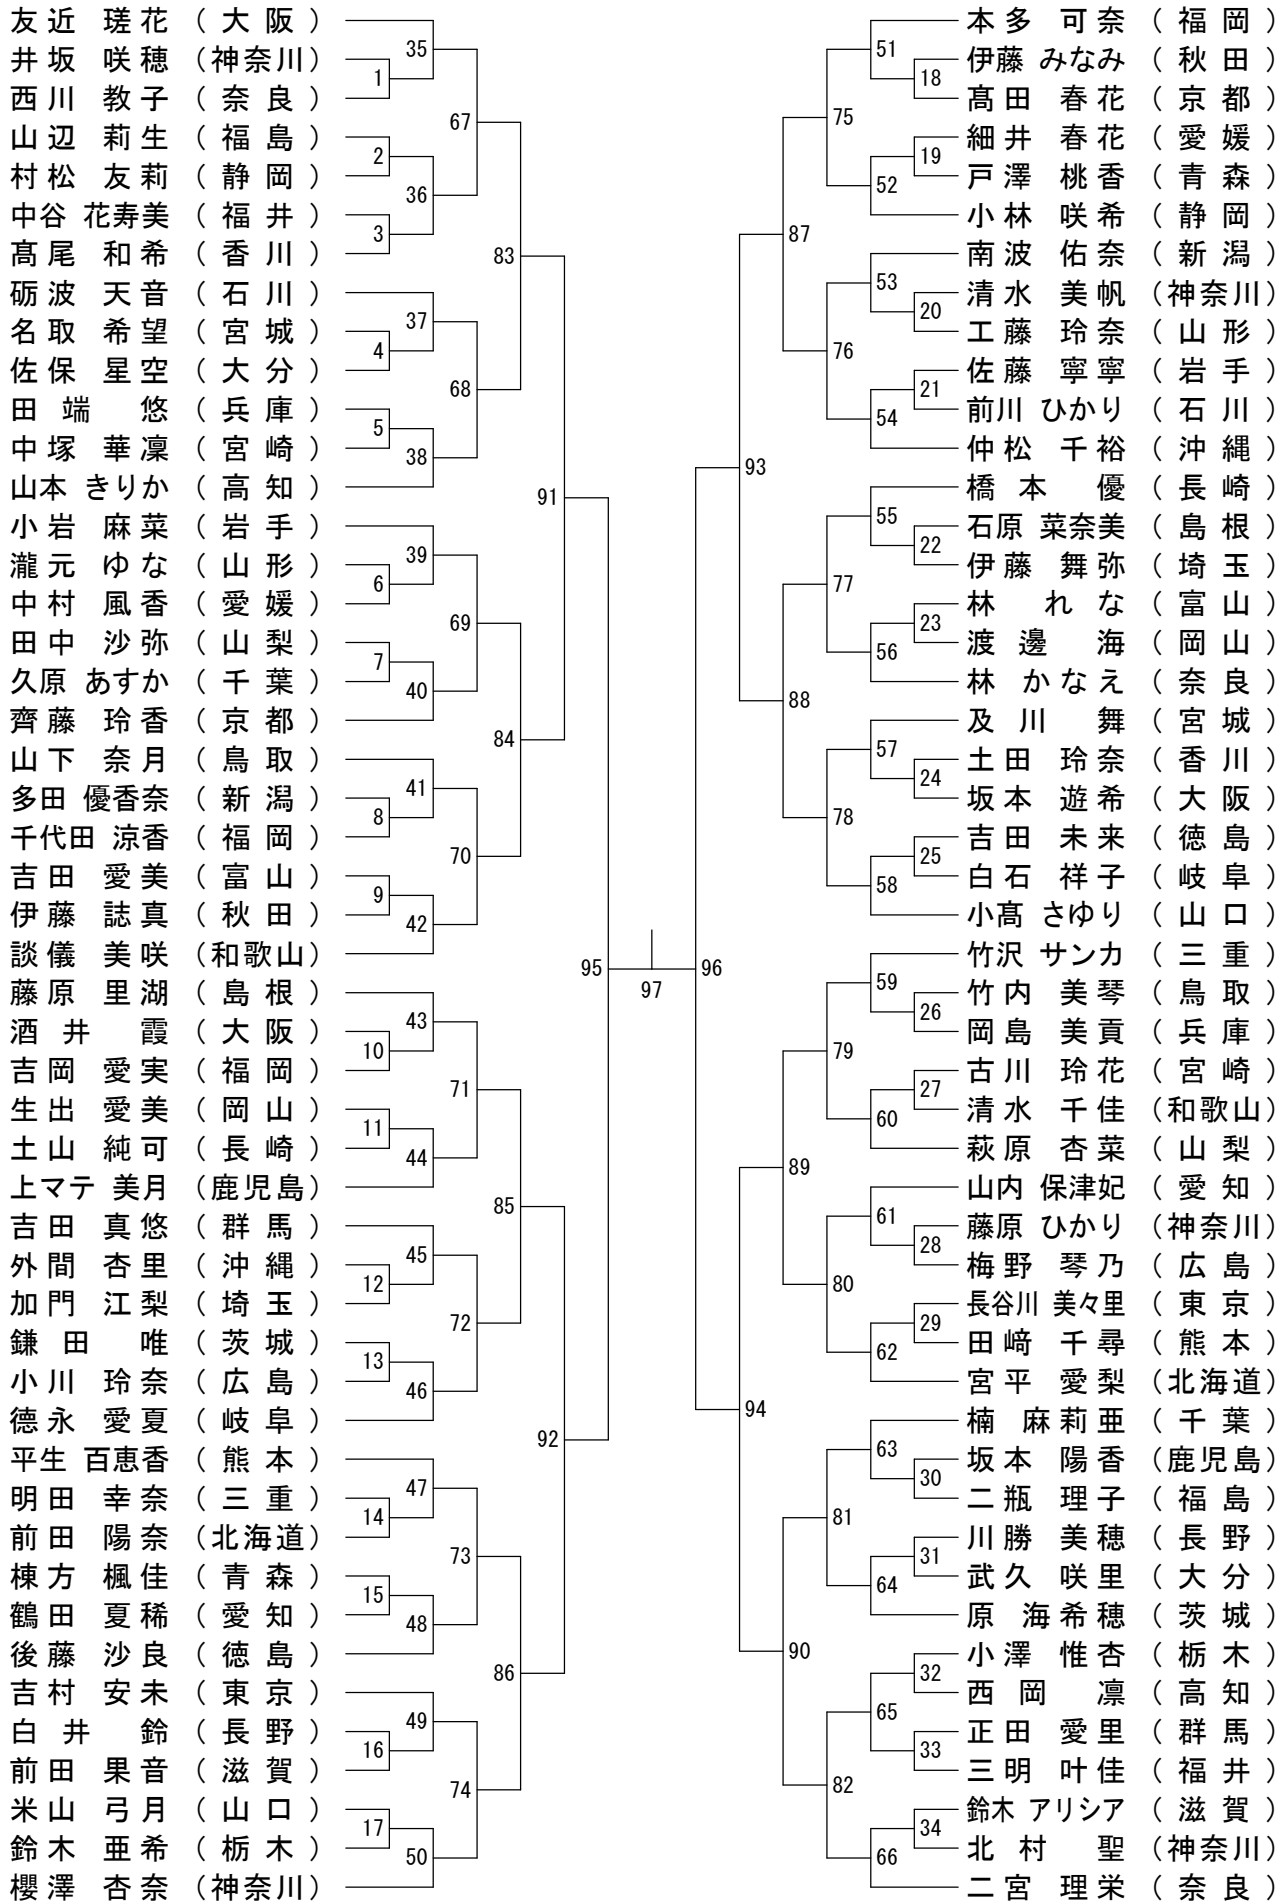 友近 瑳花 (大阪)
井坂 咲穂 (神奈川)
西川 教子 (奈良)
山辺 莉生 (福島)
村松 友莉 (静岡)
中谷 花寿美 (福井)
髙尾 和希 (香川)
砺波 天音 (石川)
名取 希望 (宮城)
佐保 星空 (大分)
田端 悠 (兵庫)
中塚 華凜 (宮崎)
山本 きりか (高知)
小岩 麻菜 (岩手)
瀧元 ゆな (山形)
中村 風香 (愛媛)
田中 沙弥 (山梨)
久原 あすか (千葉)
齊藤 玲香 (京都)
山下 奈月 (鳥取)
多田 優香奈 (新潟)
千代田 涼香 (福岡)
吉田 愛美 (富山)
伊藤 誌真 (秋田)
談儀 美咲 (和歌山)
藤原 里湖 (島根)
酒井 霞 (大阪)
吉岡 愛実 (福岡)
生出 愛美 (岡山)
土山 純可 (長崎)
上マテ 美月 (鹿児島)
吉田 真悠 (群馬)
外間 杏里 (沖縄)
加門 江梨 (埼玉)
鎌田 唯 (茨城)
小川 玲奈 (広島)
德永 愛夏 (岐阜)
平生 百恵香 (熊本)
明田 幸奈 (三重)
前田 陽奈 (北海道)
棟方 楓佳 (青森)
鶴田 夏稀 (愛知)
後藤 沙良 (徳島)
吉村 安未 (東京)
白井 鈴 (長野)
前田 果音 (滋賀)
米山 弓月 (山口)
鈴木 亜希 (栃木)
櫻澤 杏奈 (神奈川)
1
2
3
4
5
6
7
8
9
10
11
12
13
14
15
16
17
35
36
37
38
39
40
41
42
43
44
45
46
47
48
49
50
67
68
69
70
71
72
73
74
83
84
85
86
91
92
95
97
96
93
94
87
88
89
90
75
76
77
78
79
80
81
82
51
52
53
54
55
56
57
58
59
60
61
62
63
64
65
66
18
19
20
21
22
23
24
25
26
27
28
29
30
31
32
33
34
本多 可奈 (福岡)
伊藤 みなみ (秋田)
髙田 春花 (京都)
細井 春花 (愛媛)
戸澤 桃香 (青森)
小林 咲希 (静岡)
南波 佑奈 (新潟)
清水 美帆 (神奈川)
工藤 玲奈 (山形)
佐藤 寧寧 (岩手)
前川 ひかり (石川)
仲松 千裕 (沖縄)
橋本 優 (長崎)
石原 菜奈美 (島根)
伊藤 舞弥 (埼玉)
林 れな (富山)
渡邊 海 (岡山)
林 かなえ (奈良)
及川 舞 (宮城)
土田 玲奈 (香川)
坂本 遊希 (大阪)
吉田 未来 (徳島)
白石 祥子 (岐阜)
小髙 さゆり (山口)
竹沢 サンカ (三重)
竹内 美琴 (鳥取)
岡島 美貢 (兵庫)
古川 玲花 (宮崎)
清水 千佳 (和歌山)
萩原 杏菜 (山梨)
山内 保津妃 (愛知)
藤原 ひかり (神奈川)
梅野 琴乃 (広島)
長谷川 美々里 (東京)
田﨑 千尋 (熊本)
宮平 愛梨 (北海道)
楠 麻莉亜 (千葉)
坂本 陽香 (鹿児島)
二瓶 理子 (福島)
川勝 美穂 (長野)
武久 咲里 (大分)
原 海希穂 (茨城)
小澤 惟杏 (栃木)
西岡 凛 (高知)
正田 愛里 (群馬)
三明 叶佳 (福井)
鈴木 アリシア (滋賀)
北村 聖 (神奈川)
二宮 理栄 (奈良)